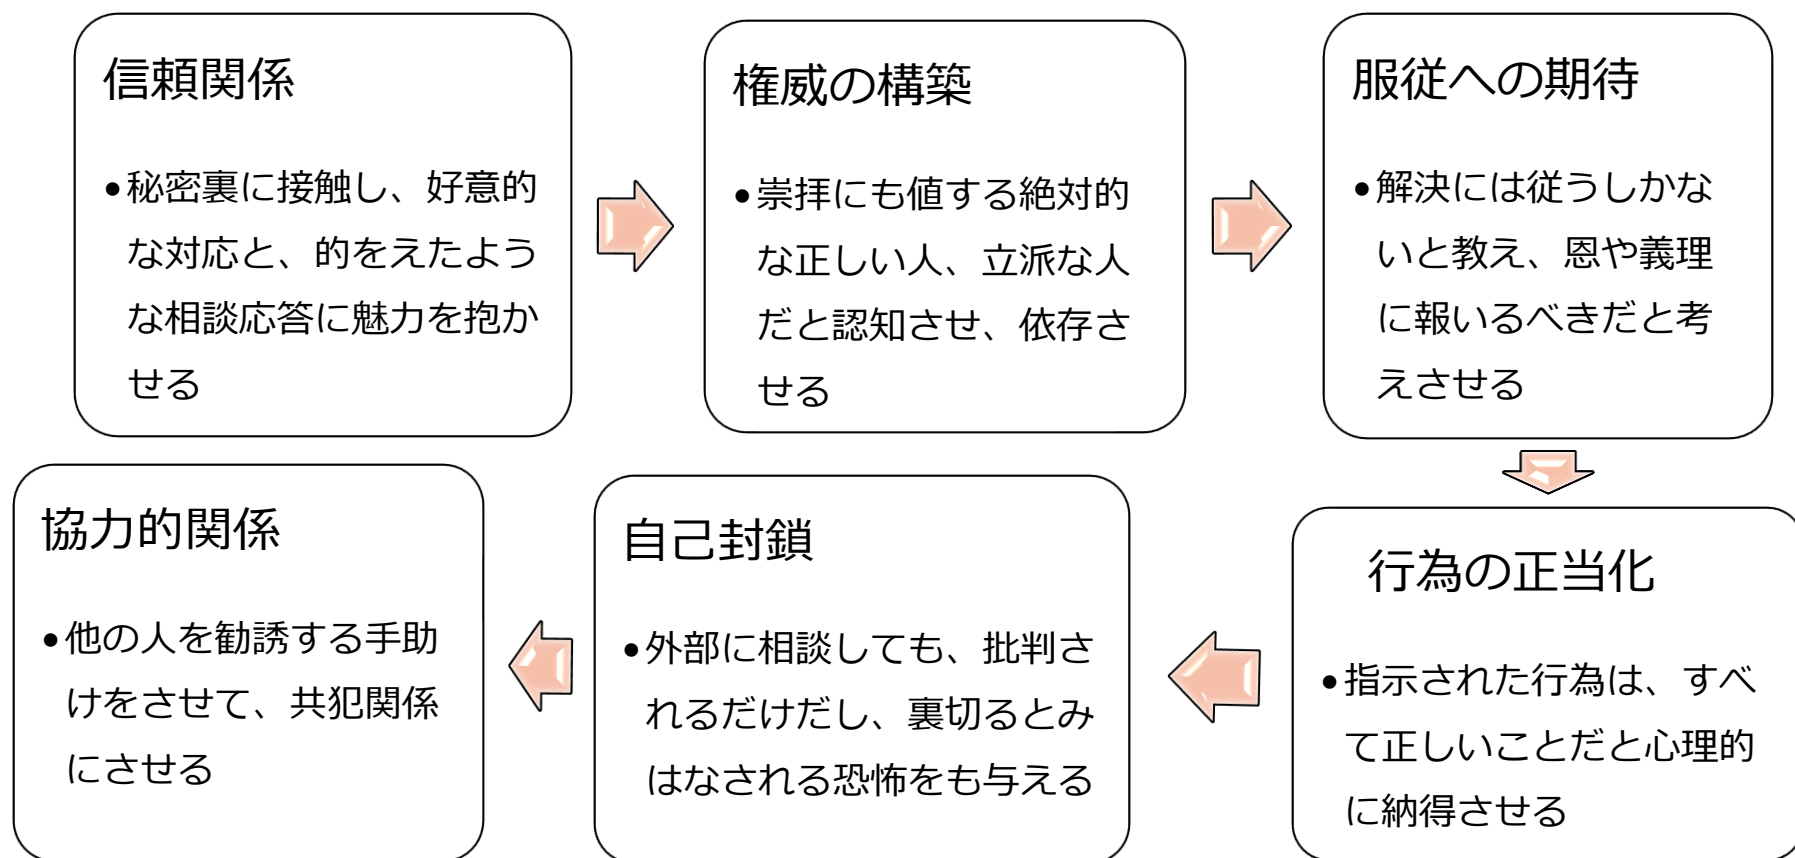 信頼関係
•秘密裏に接触し、好意的
な対応と、的をえたよう
な相談応答に魅力を抱か
せる
権威の構築
•崇拝にも値する絶対的
な正しい人、立派な人
だと認知させ、依存さ
せる
服従への期待
•解決には従うしかな
いと教え、恩や義理
に報いるべきだと考
えさせる
行為の正当化
•指示された行為は、すべ
て正しいことだと心理的
に納得させる
自己封鎖
•外部に相談しても、批判さ
れるだけだし、裏切るとみ
はなされる恐怖をも与える
協力的関係
•他の人を勧誘する手助
けをさせて、共犯関係
にさせる